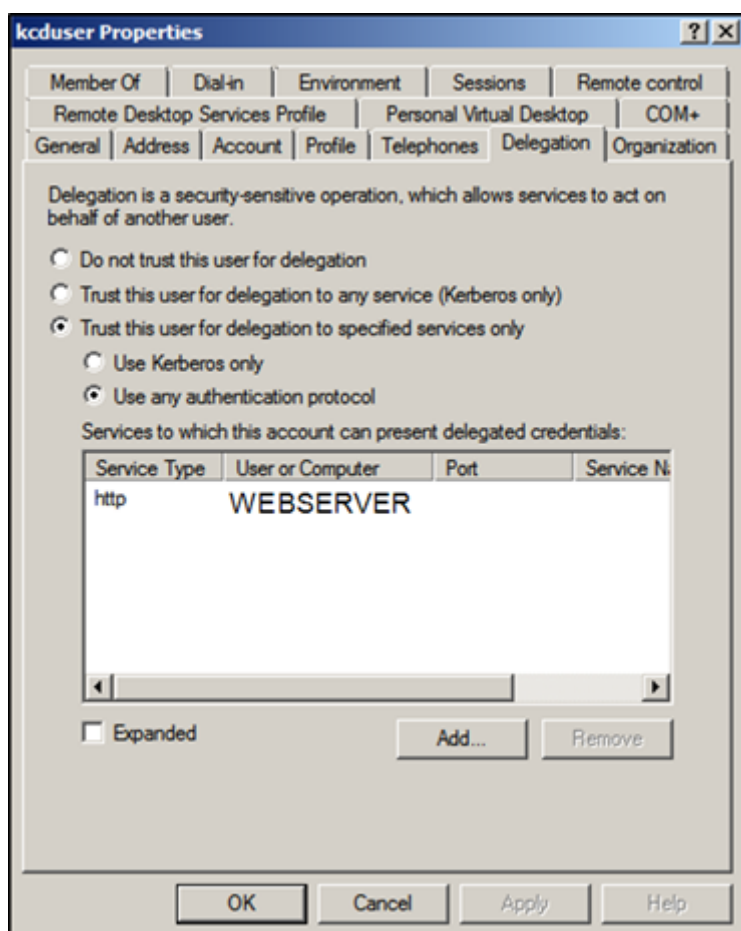 kcduser Properties
? X
Member Of Dial-in Environment Sessions Remote control
Remote Desktop Services Profile Personal Virtual Desktop COM+
General Address Account Profile Telephones Delegation Organization
Delegation is a security-sensitive operation, which allows services to act on
behalf of another user.
Do not trust this user for delegation
Trust this user for delegation to any service (Kerberos only)
Trust this user for delegation to specified services only
Use Kerberos only
Use any authentication protocol
Services to which this account can present delegated credentials:
Service Type User or Computer Port Service Na
http WEBSERVER
Expanded Add... Remove
OK Cancel Apply Help